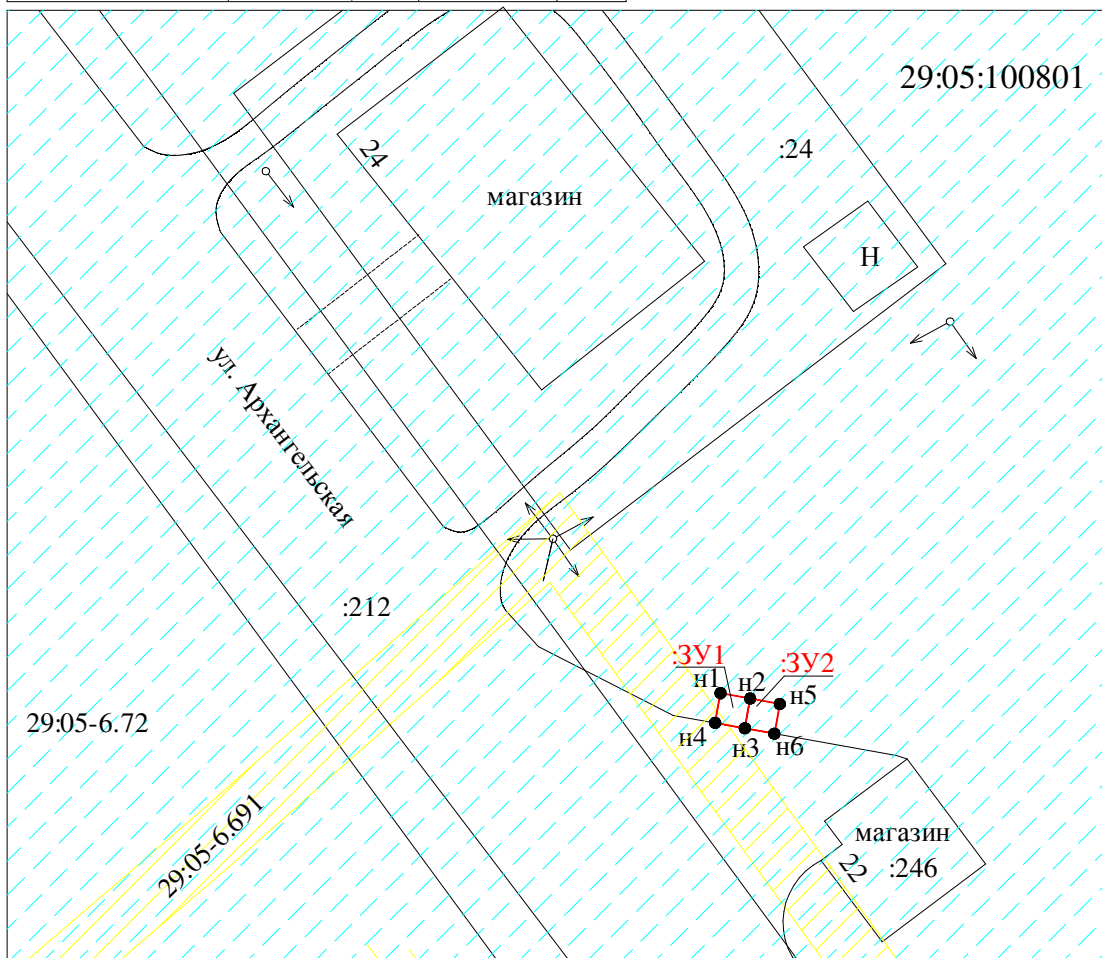 29:05:100801
:24
24
магазин
Н
ул. Архангельская
:212
:ЗУ1
:ЗУ2
н1
н2
н5
н4
н3
н6
29:05-6.72
29:05-6.691
магазин
22
:246